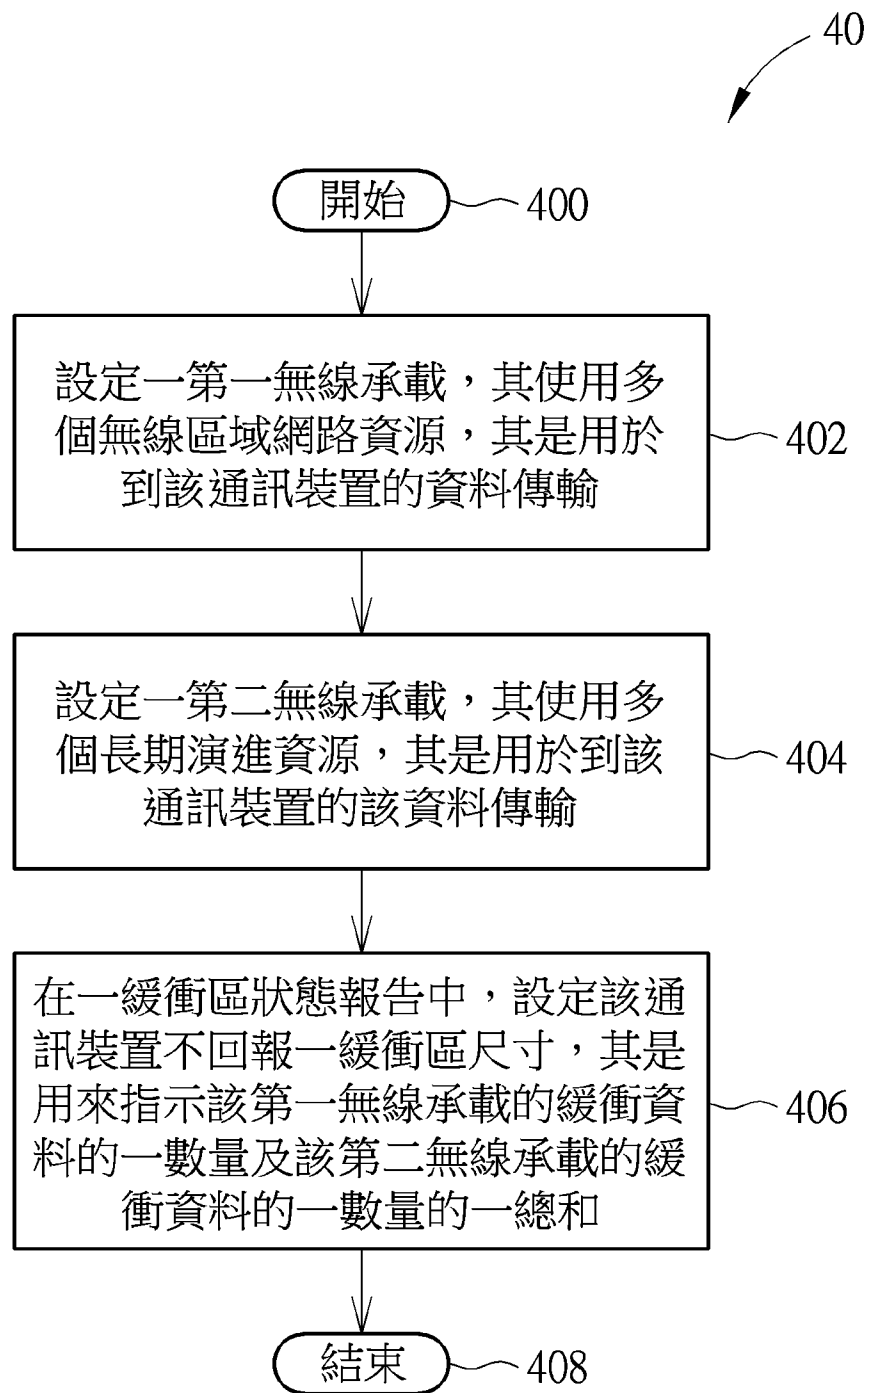 40
開始
400
設定一第一無線承載，其使用多
個無線區域網路資源，其是用於
到該通訊裝置的資料傳輸
402
設定一第二無線承載，其使用多
個長期演進資源，其是用於到該
通訊裝置的該資料傳輸
404
在一緩衝區狀態報告中，設定該通
訊裝置不回報一緩衝區尺寸，其是
用來指示該第一無線承載的緩衝資
料的一數量及該第二無線承載的緩
衝資料的一數量的一總和
406
結束
408